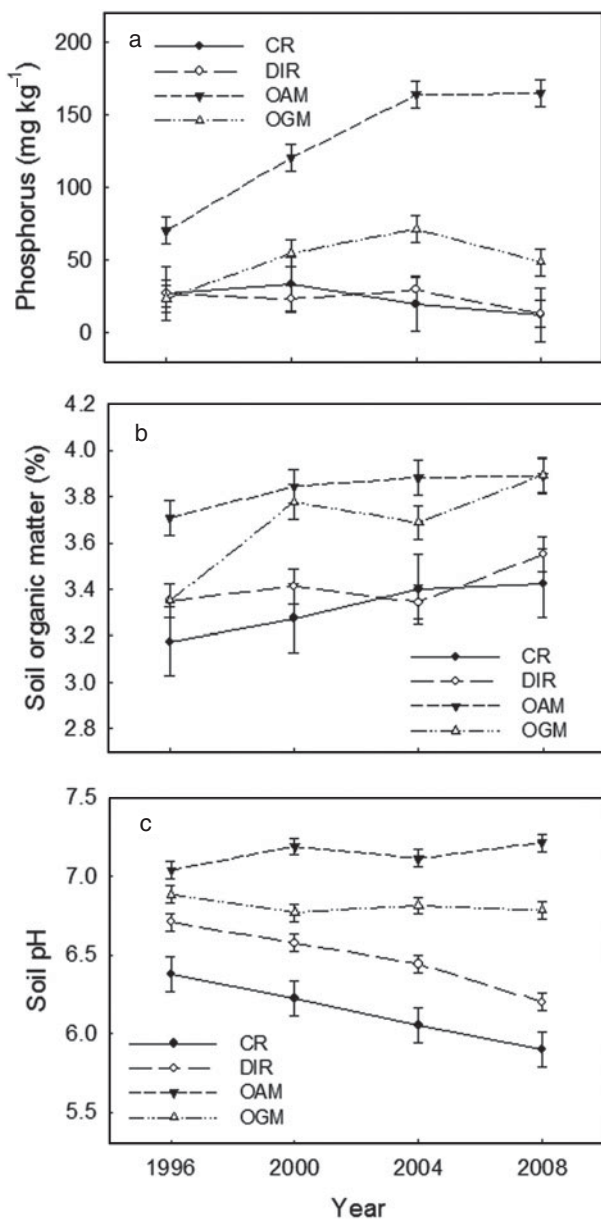 a
Phosphorus (mg kg⁻¹)
200
150
100
50
0
CR
DIR
OAM
OGM
b
Soil organic matter (%)
4.2
4.0
3.8
3.6
3.4
3.2
3.0
2.8
CR
DIR
OAM
OGM
c
Soil pH
7.5
7.0
6.5
6.0
5.5
CR
DIR
OAM
OGM
1996 2000 2004 2008
Year